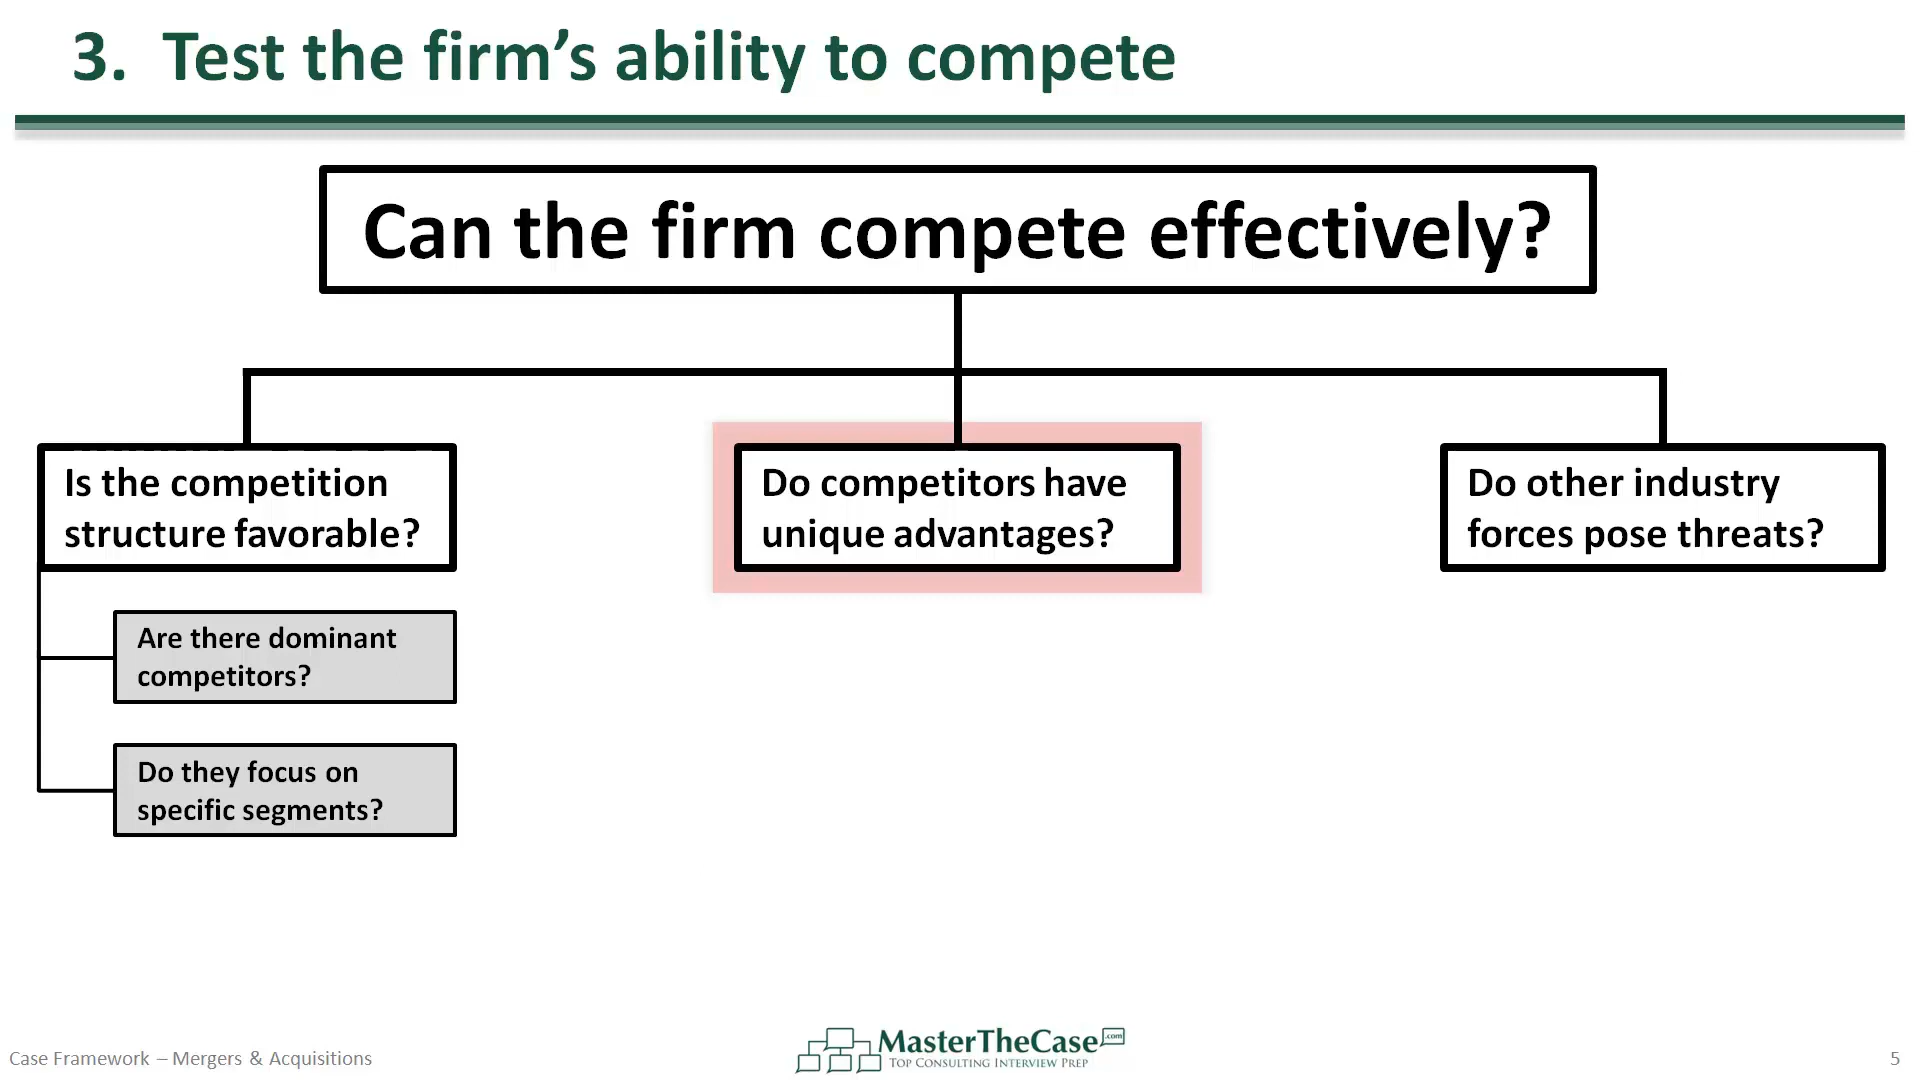 3. Test the firm’s ability to compete
Can the firm compete effectively?
Is the competition
structure favorable?
Do competitors have
unique advantages?
Do other industry
forces pose threats?
Are there dominant
competitors?
Do they focus on
specific segments?
Case Framework – Mergers & Acquisitions
MasterTheCase.com
Top Consulting Interview Prep
5